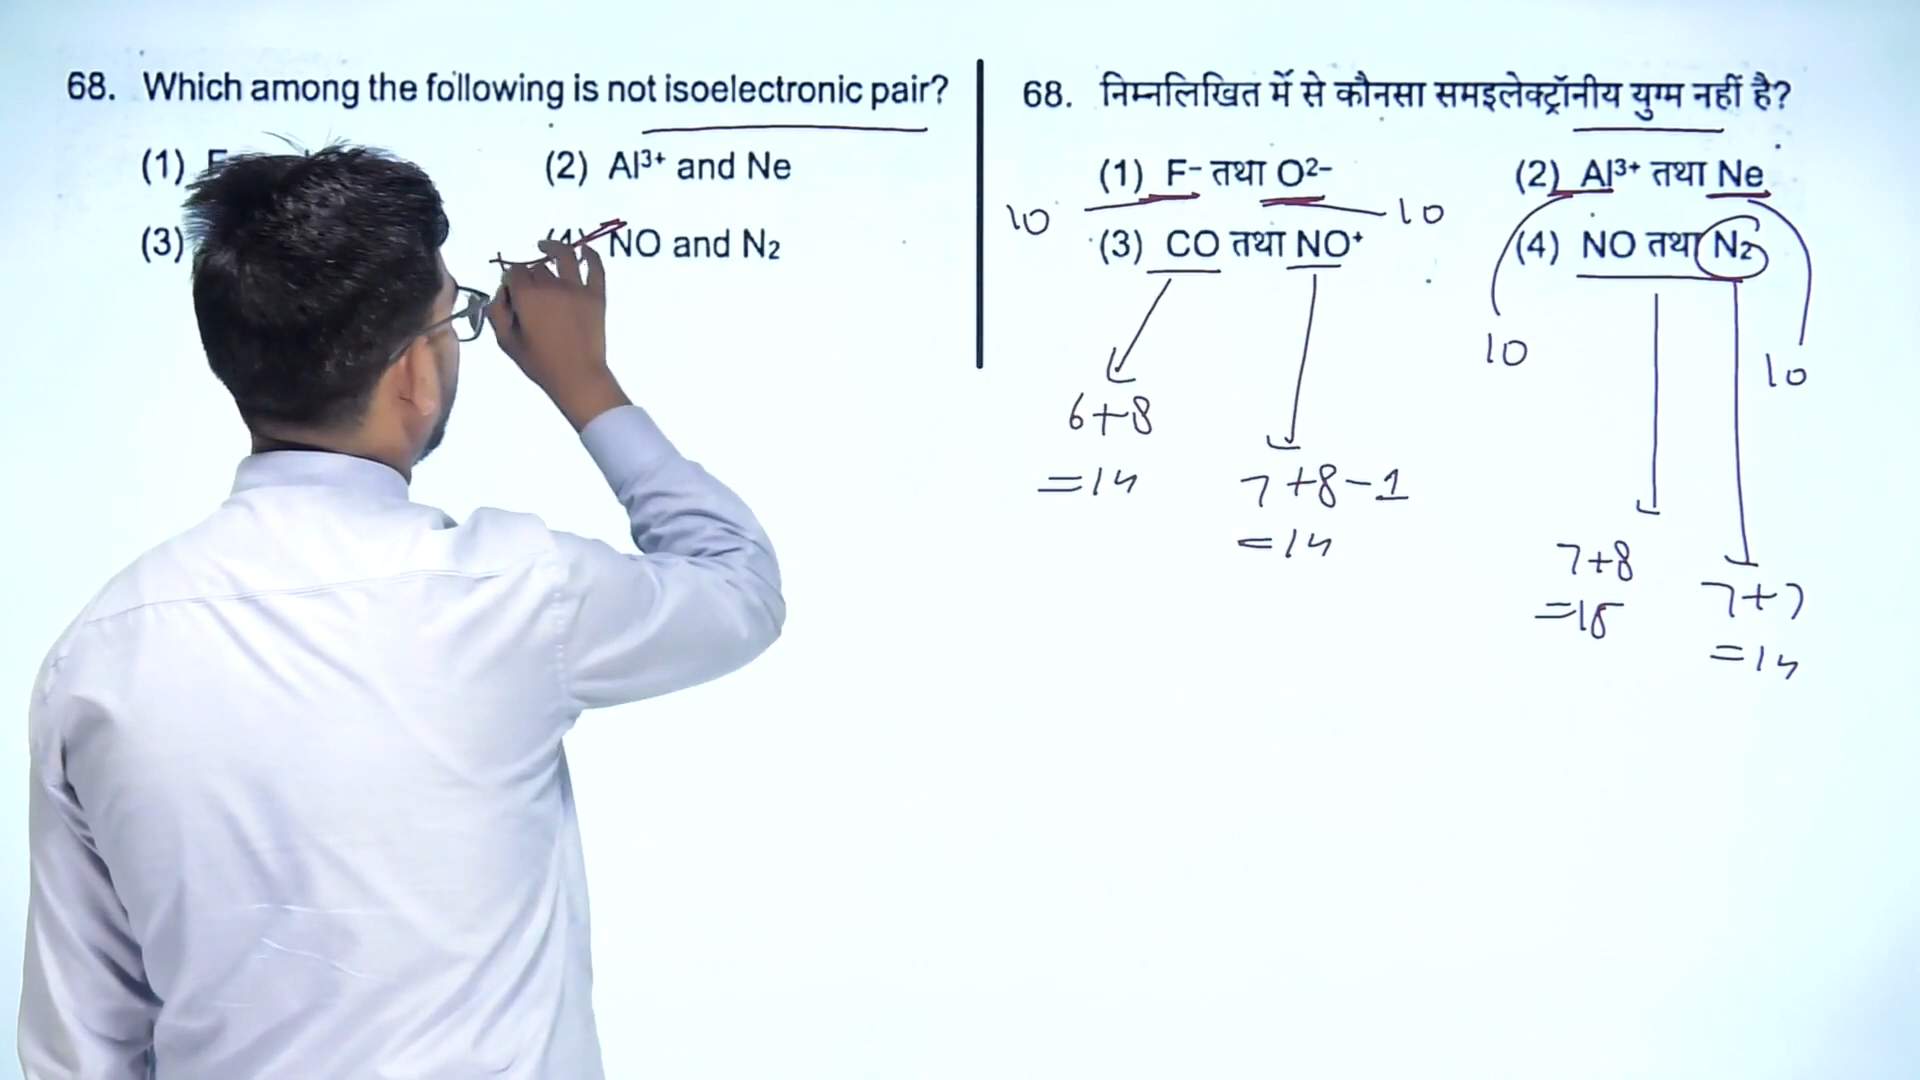 68. Which among the following is not isoelectronic pair?
(1) F
(2) Al³⁺ and Ne
(3)
(4) NO and N₂
68. निम्नलिखित में से कौनसा समइलेक्ट्रॉनीय युग्म नहीं है?
(1) F⁻ तथा O²⁻
(2) Al³⁺ तथा Ne
10
10
(3) CO तथा NO⁺
(4) NO तथा N₂
10
10
6+8
=14
7+8-1
=14
7+8
=15
7+7
=14